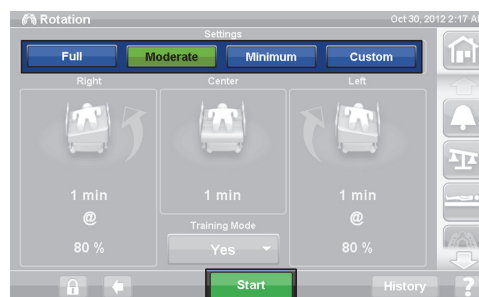 Rotation Oct 30, 2012 2:17 A
Settings
Full Moderate Minimum Custom
Right Center Left
1 min 1 min 1 min
@ @
Training Mode
80 % Yes 80 %
Start History ?